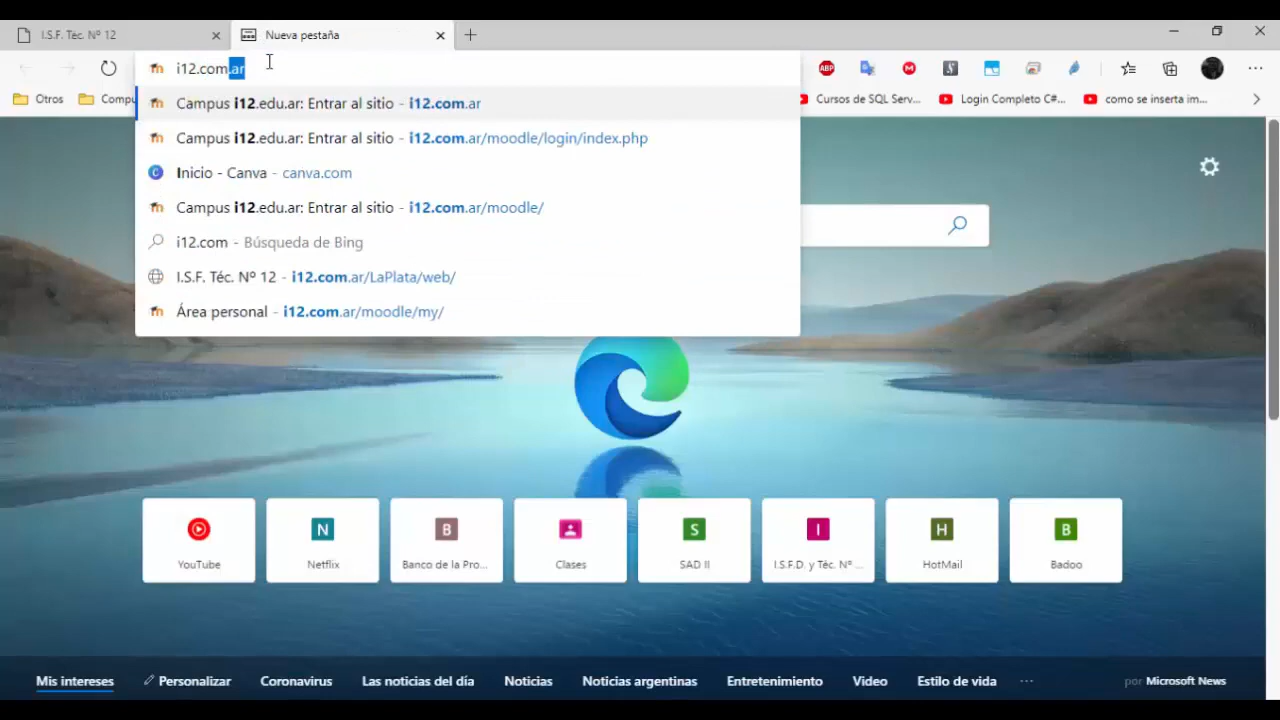 I.S.F. Téc. Nº 12
Nueva pestaña
i12.com.ar
Otros
Compu
ABP
Cursos de SQL Serv...
Login Completo C#...
como se inserta im...
Campus i12.edu.ar: Entrar al sitio - i12.com.ar
Campus i12.edu.ar: Entrar al sitio - i12.com.ar/moodle/login/index.php
Inicio - Canva - canva.com
Campus i12.edu.ar: Entrar al sitio - i12.com.ar/moodle/
i12.com - Búsqueda de Bing
I.S.F. Téc. Nº 12 - i12.com.ar/LaPlata/web/
Área personal - i12.com.ar/moodle/my/
N
B
S
I
H
B
YouTube
Netflix
Banco de la Pro...
Clases
SAD II
I.S.F.D. y Téc. Nº ...
HotMail
Badoo
Mis intereses
Personalizar
Coronavirus
Las noticias del día
Noticias
Noticias argentinas
Entretenimiento
Video
Estilo de vida
...
por Microsoft News